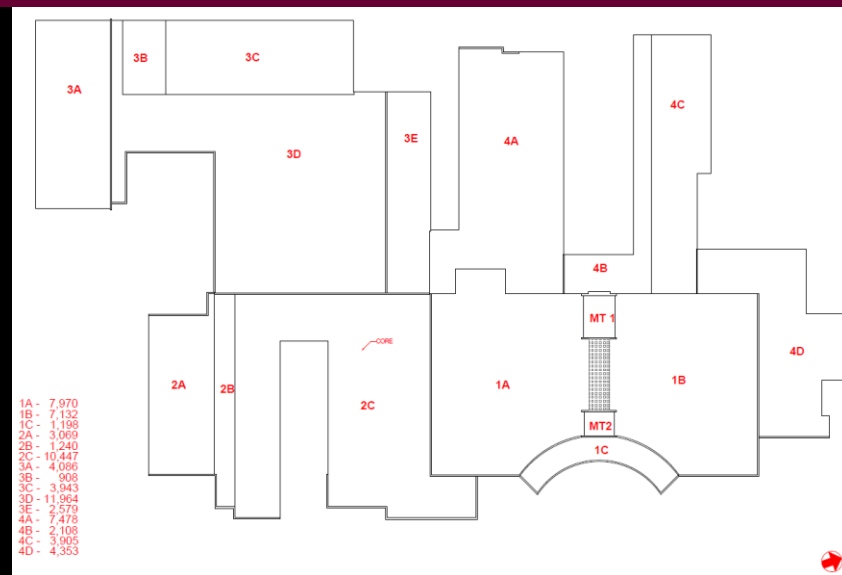 3A
3B
3C
4C
3E
4A
3D
4B
MT 1
CORE
4D
2A
2B
1A
1B
2C
MT2
1C
1A - 7,970
1B - 7,132
1C - 1,198
2A - 3,069
2B - 1,240
2C - 10,447
3A - 4,086
3B - 908
3C - 3,943
3D - 11,964
3E - 2,579
4A - 7,478
4B - 2,108
4C - 3,905
4D - 4,353